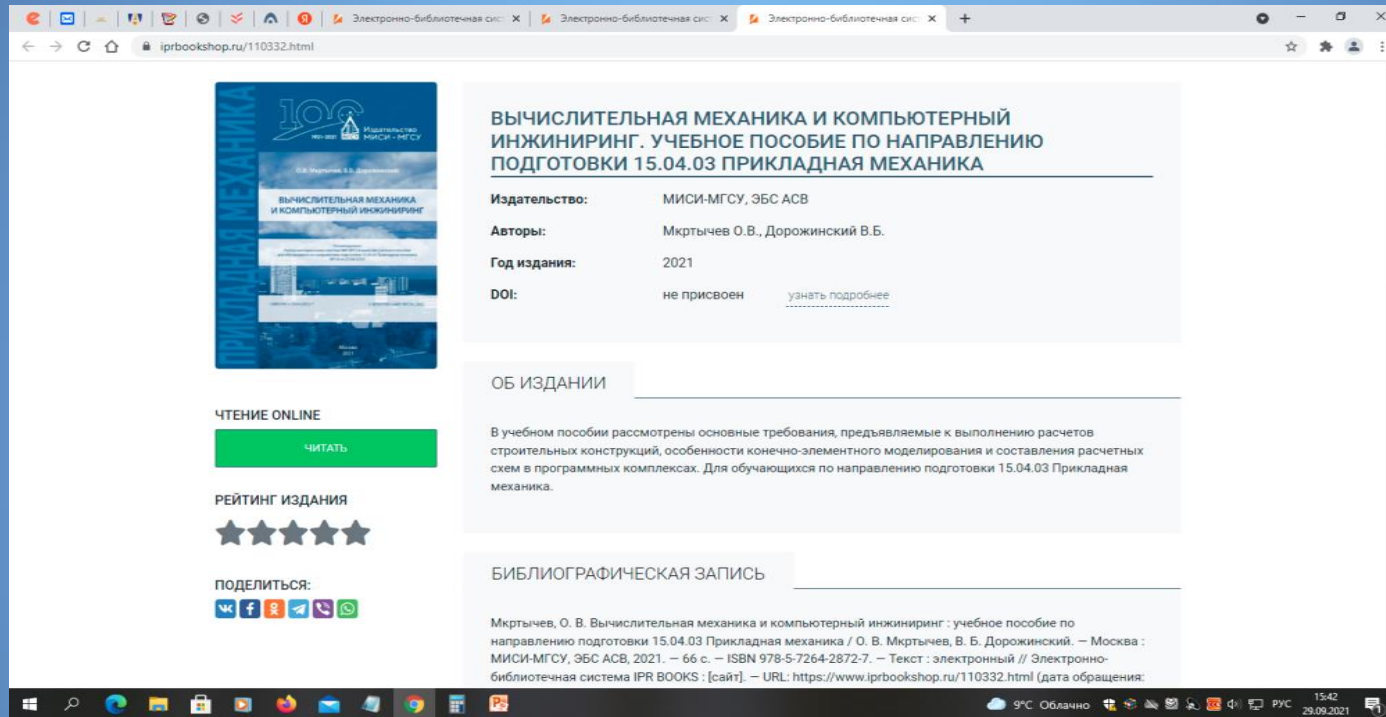 Электронно-библиотечная сис
Электронно-библиотечная сис
Электронно-библиотечная сис
iprbookshop.ru/110332.html
ПРИКЛАДНАЯ МЕХАНИКА
Издательство
МИСИ - МГСУ
О.В. Мкртычев, В.Б. Дорожинский
ВЫЧИСЛИТЕЛЬНАЯ МЕХАНИКА
И КОМПЬЮТЕРНЫЙ ИНЖИНИРИНГ
Москва
2021
ВЫЧИСЛИТЕЛЬНАЯ МЕХАНИКА И КОМПЬЮТЕРНЫЙ
ИНЖИНИРИНГ. УЧЕБНОЕ ПОСОБИЕ ПО НАПРАВЛЕНИЮ
ПОДГОТОВКИ 15.04.03 ПРИКЛАДНАЯ МЕХАНИКА
Издательство: МИСИ-МГСУ, ЭБС АСВ
Авторы: Мкртычев О.В., Дорожинский В.Б.
Год издания: 2021
DOI: не присвоен узнать подробнее
ЧТЕНИЕ ONLINE
ЧИТАТЬ
РЕЙТИНГ ИЗДАНИЯ
ПОДЕЛИТЬСЯ:
ОБ ИЗДАНИИ
В учебном пособии рассмотрены основные требования, предъявляемые к выполнению расчетов
строительных конструкций, особенности конечно-элементного моделирования и составления расчетных
схем в программных комплексах. Для обучающихся по направлению подготовки 15.04.03 Прикладная
механика.
БИБЛИОГРАФИЧЕСКАЯ ЗАПИСЬ
Мкртычев, О. В. Вычислительная механика и компьютерный инжиниринг : учебное пособие по
направлению подготовки 15.04.03 Прикладная механика / О. В. Мкртычев, В. Б. Дорожинский. — Москва :
МИСИ-МГСУ, ЭБС АСВ, 2021. — 66 c. — ISBN 978-5-7264-2872-7. — Текст : электронный // Электронно-
библиотечная система IPR BOOKS : [сайт]. — URL: https://www.iprbookshop.ru/110332.html (дата обращения:
9°C Облачно РУС 15:42
29.09.2021